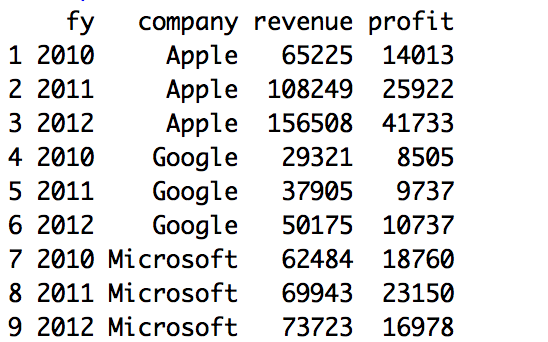 fy company revenue profit
1 2010 Apple 65225 14013
2 2011 Apple 108249 25922
3 2012 Apple 156508 41733
4 2010 Google 29321 8505
5 2011 Google 37905 9737
6 2012 Google 50175 10737
7 2010 Microsoft 62484 18760
8 2011 Microsoft 69943 23150
9 2012 Microsoft 73723 16978